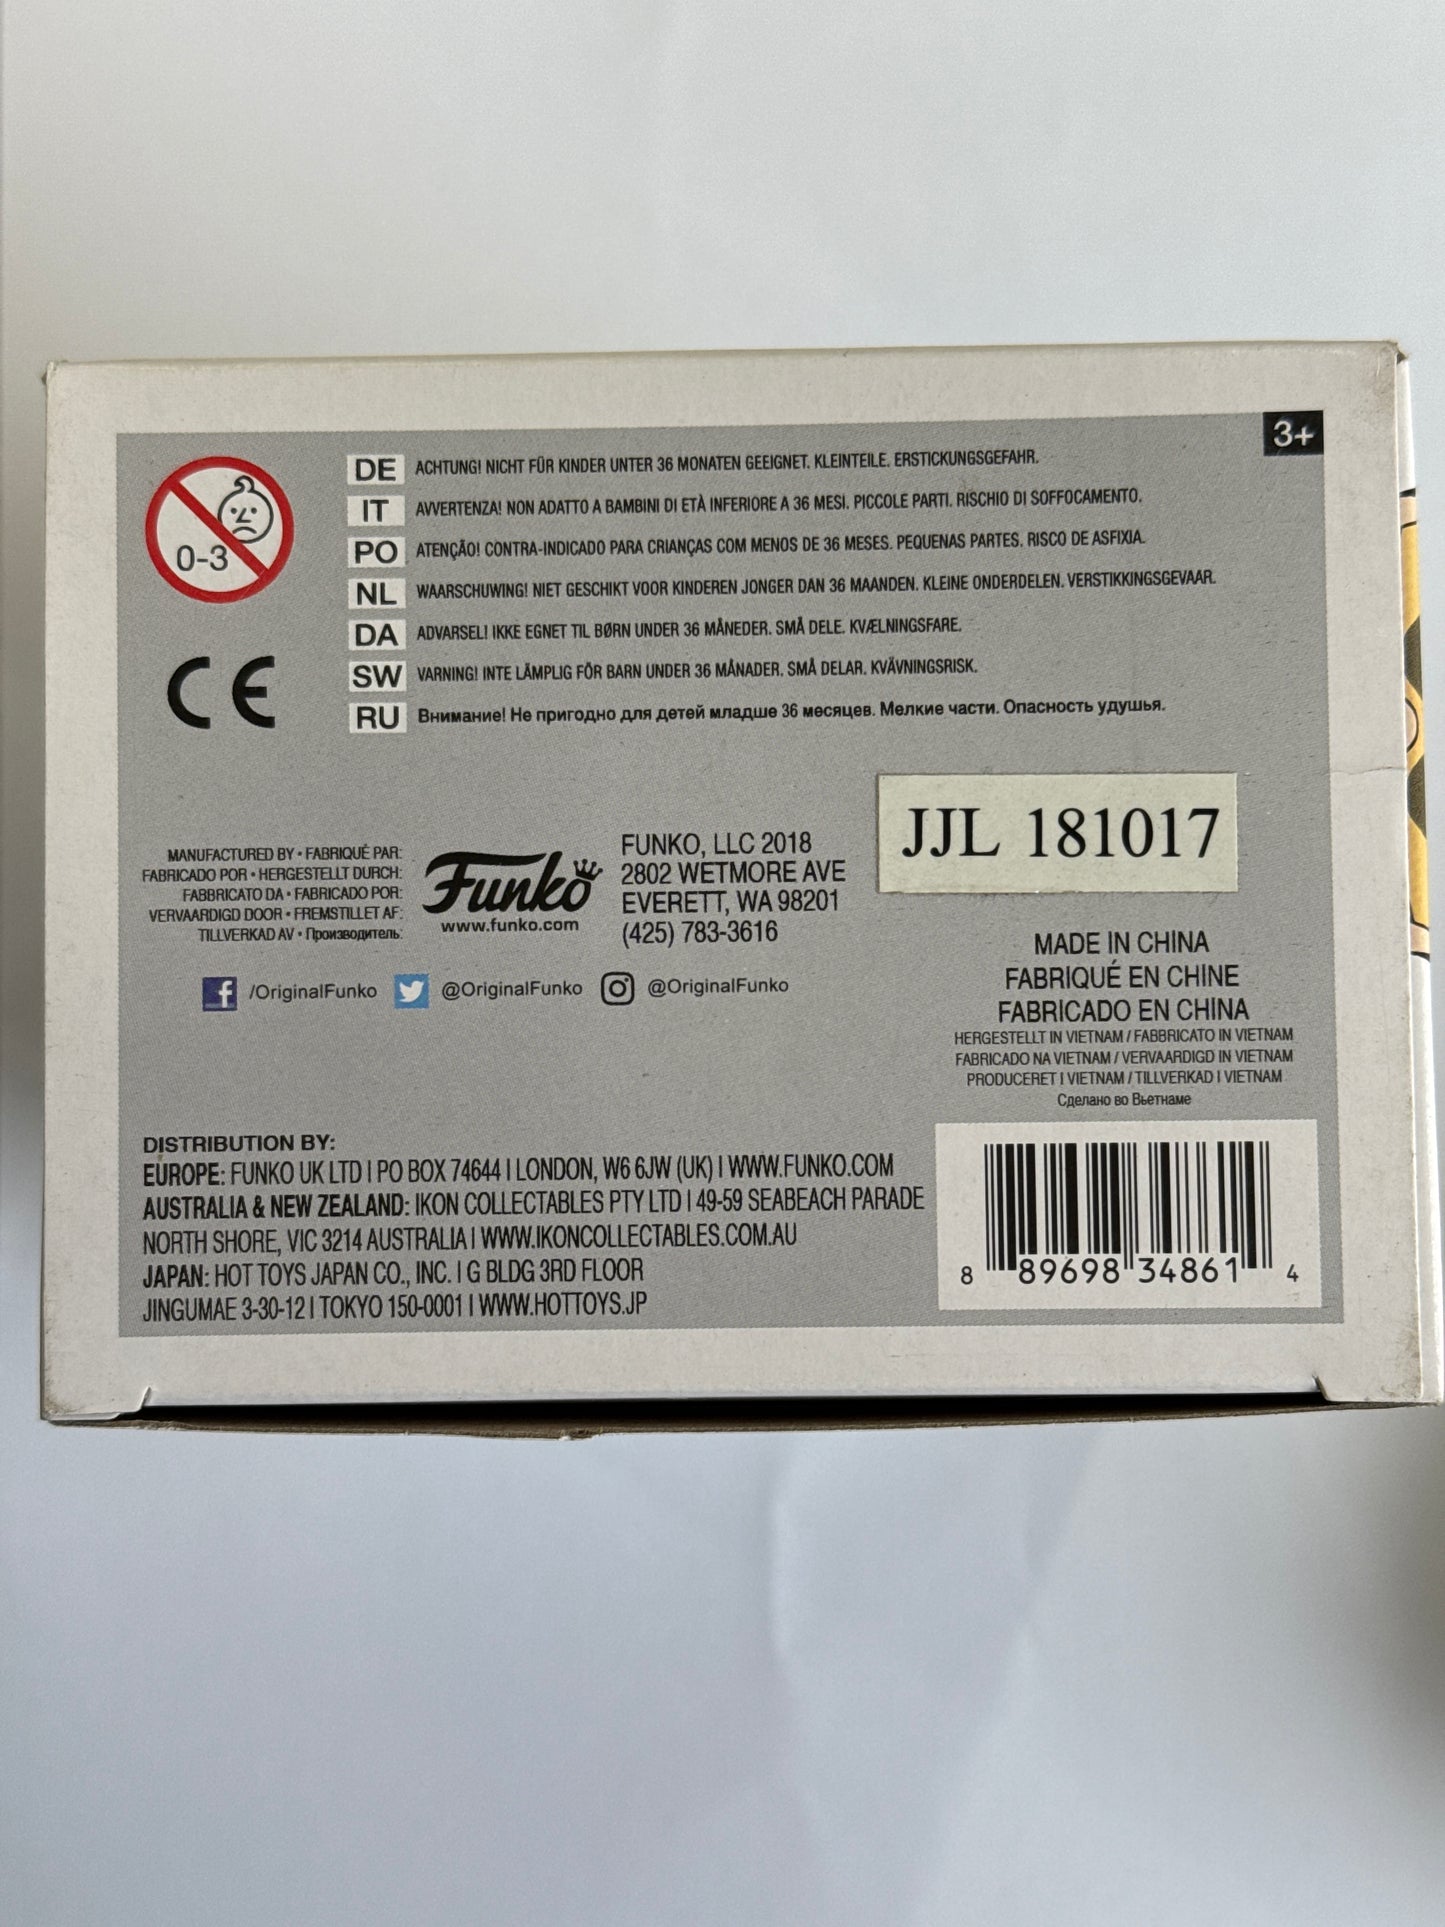 3+
0-3
DE ACHTUNG! NICHT FÜR KINDER UNTER 36 MONATEN GEEIGNET. KLEINTEILE. ERSTICKUNGSGEFAHR.
IT AVVERTENZA! NON ADATTO A BAMBINI DI ETÀ INFERIORE A 36 MESI. PICCOLE PARTI. RISCHIO DI SOFFOCAMENTO.
PO ATENÇÃO! CONTRA-INDICADO PARA CRIANÇAS COM MENOS DE 36 MESES. PEQUENAS PARTES. RISCO DE ASFIXIA.
NL WAARSCHUWING! NIET GESCHIKT VOOR KINDEREN JONGER DAN 36 MAANDEN. KLEINE ONDERDELEN. VERSTIKKINGSGEVAAR.
DA ADVARSEL! IKKE EGNET TIL BØRN UNDER 36 MÅNEDER. SMÅ DELE. KVÆLNINGSFARE.
SW VARNING! INTE LÄMPLIG FÖR BARN UNDER 36 MÅNADER. SMÅ DELAR. KVÄVNINGSRISK.
RU Внимание! Не пригодно для детей младше 36 месяцев. Мелкие части. Опасность удушья.
CE
MANUFACTURED BY • FABRIQUÉ PAR:
FABRICADO POR • HERGESTELLT DURCH:
FABBRICATO DA • FABRICADO POR:
VERVAARDIGD DOOR • FREMSTILLET AF:
TILLVERKAD AV • Производитель:
Funko
www.funko.com
FUNKO, LLC 2018
2802 WETMORE AVE
EVERETT, WA 98201
(425) 783-3616
JJL 181017
/OriginalFunko @OriginalFunko @OriginalFunko
MADE IN CHINA
FABRIQUÉ EN CHINE
FABRICADO EN CHINA
HERGESTELLT IN VIETNAM / FABBRICATO IN VIETNAM
FABRICADO NA VIETNAM / VERVAARDIGD IN VIETNAM
PRODUCERET I VIETNAM / TILLVERKAD I VIETNAM
Сделано во Вьетнаме
DISTRIBUTION BY:
EUROPE: FUNKO UK LTD | PO BOX 74644 | LONDON, W6 6JW (UK) | WWW.FUNKO.COM
AUSTRALIA & NEW ZEALAND: IKON COLLECTABLES PTY LTD | 49-59 SEABEACH PARADE
NORTH SHORE, VIC 3214 AUSTRALIA | WWW.IKONCOLLECTABLES.COM.AU
JAPAN: HOT TOYS JAPAN CO., INC. | G BLDG 3RD FLOOR
JINGUMAE 3-30-12 | TOKYO 150-0001 | WWW.HOTTOYS.JP
8 89698 34861 4